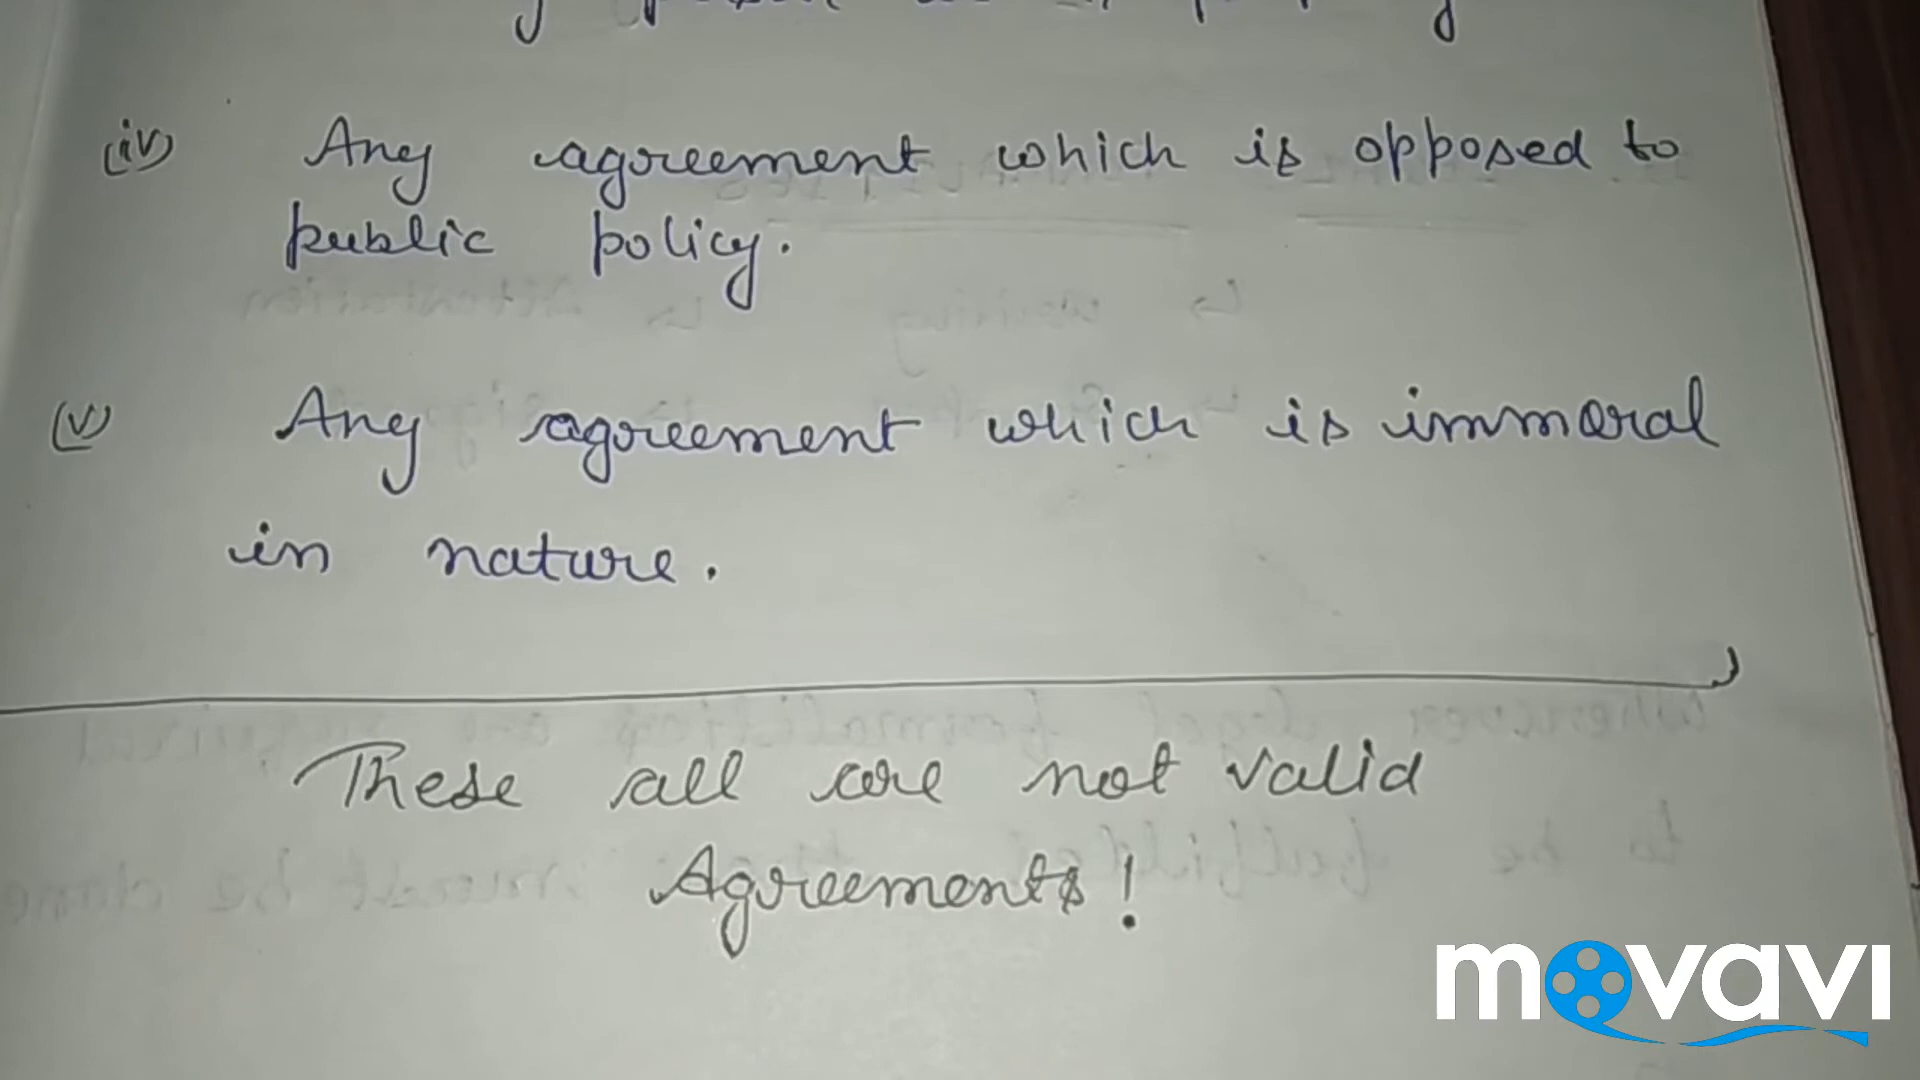 (iv) Any agreement which is opposed to
public policy.
(v) Any agreement which is immoral
in nature.
These all are not valid
Agreements!
movavi